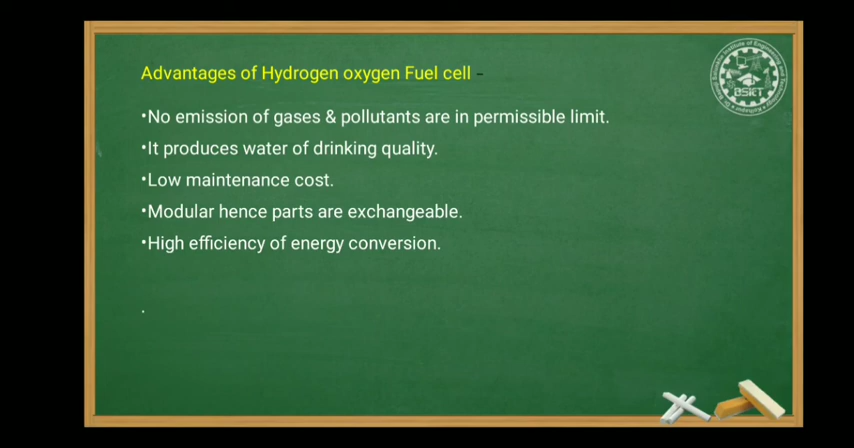 Advantages of Hydrogen oxygen Fuel cell -
•No emission of gases & pollutants are in permissible limit.
•It produces water of drinking quality.
•Low maintenance cost.
•Modular hence parts are exchangeable.
•High efficiency of energy conversion.
.
BSIET